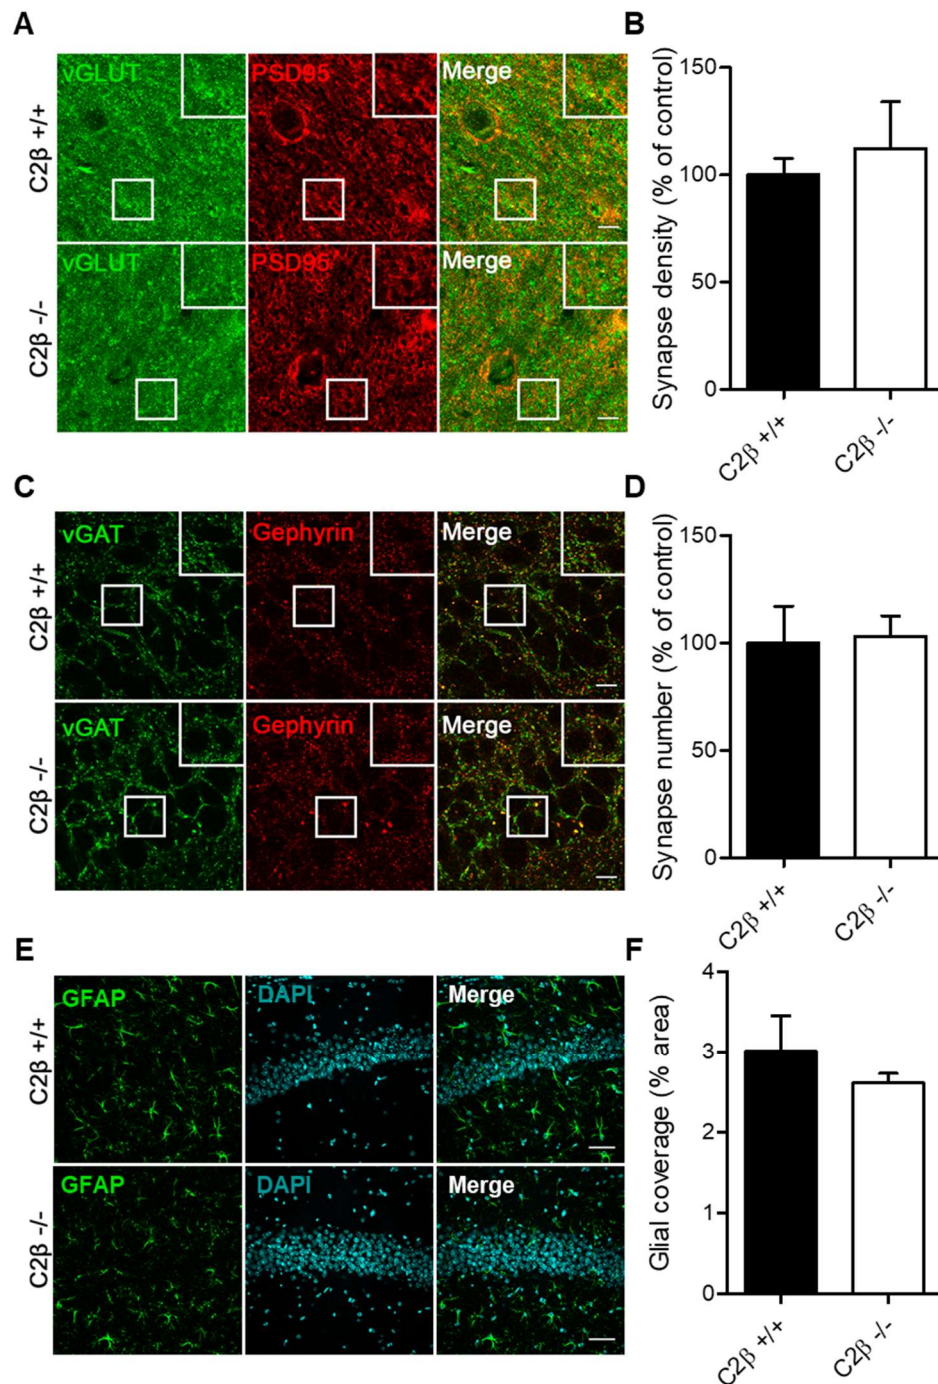 A
vGLUT PSD95 Merge
C2β +/+
vGLUT PSD95 Merge
C2β -/-
B
Synapse density (% of control)
150
100
50
0
C2β +/+
C2β -/-
C
vGAT Gephyrin Merge
C2β +/+
vGAT Gephyrin Merge
C2β -/-
D
Synapse number (% of control)
150
100
50
0
C2β +/+
C2β -/-
E
GFAP DAPI Merge
C2β +/+
GFAP DAPI Merge
C2β -/-
F
Glial coverage (% area)
4
3
2
1
0
C2β +/+
C2β -/-